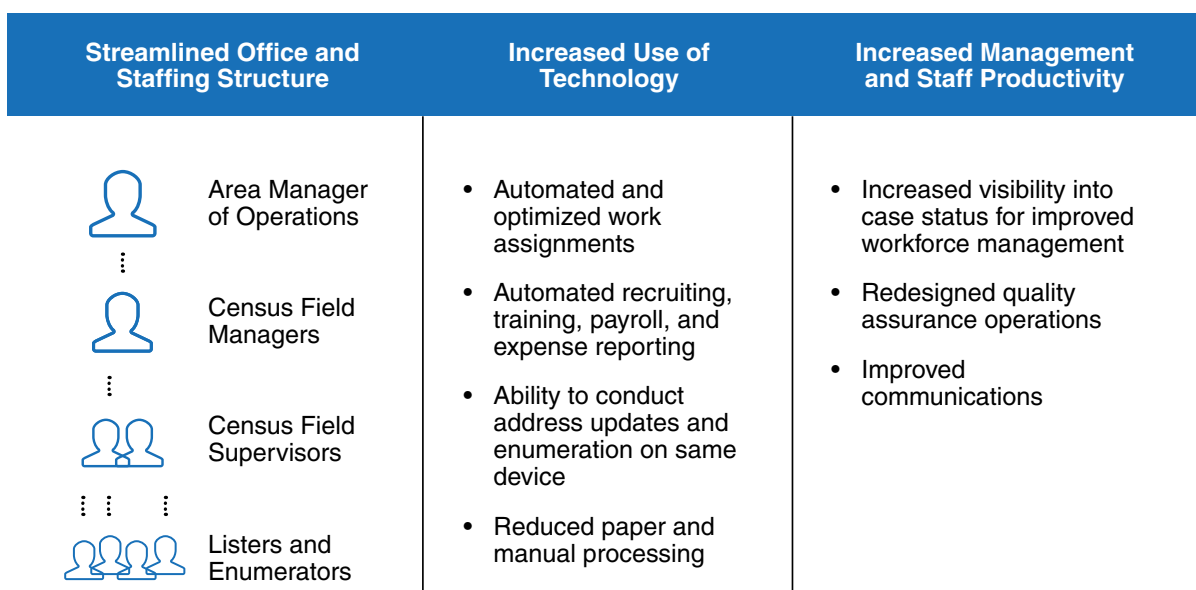 Streamlined Office and
Staffing Structure
Increased Use of
Technology
Increased Management
and Staff Productivity
Area Manager
of Operations
Census Field
Managers
Census Field
Supervisors
Listers and
Enumerators
• Automated and
optimized work
assignments
• Automated recruiting,
training, payroll, and
expense reporting
• Ability to conduct
address updates and
enumeration on same
device
• Reduced paper and
manual processing
• Increased visibility into
case status for improved
workforce management
• Redesigned quality
assurance operations
• Improved
communications